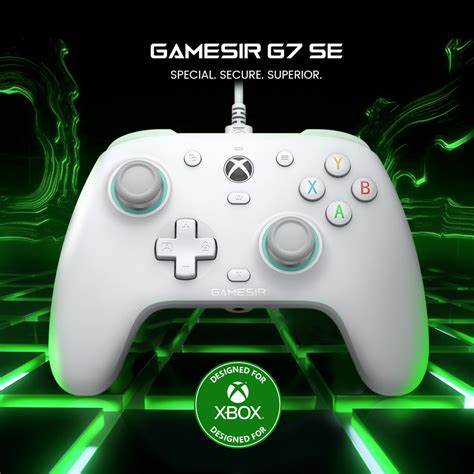 GAMESIR G7 SE
SPECIAL. SECURE. SUPERIOR.
Y
X
B
A
GAMESIR
DESIGNED FOR
XBOX
DESIGNED FOR